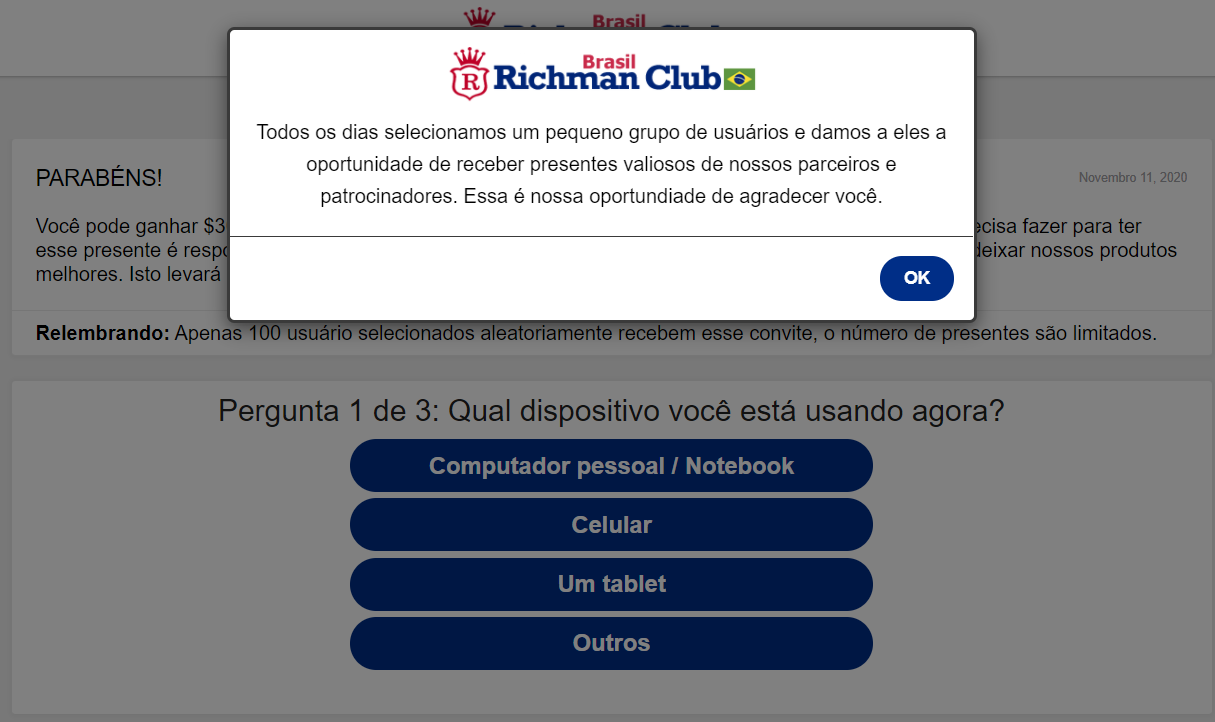 Brasil
Brasil
Richman Club
R
Todos os dias selecionamos um pequeno grupo de usuários e damos a eles a
oportunidade de receber presentes valiosos de nossos parceiros e
patrocinadores. Essa é nossa oportundiade de agradecer você.
OK
PARABÉNS!
Novembro 11, 2020
Você pode ganhar $3 ecisa fazer para ter
esse presente é respo deixar nossos produtos
melhores. Isto levará
Relembrando: Apenas 100 usuário selecionados aleatoriamente recebem esse convite, o número de presentes são limitados.
Pergunta 1 de 3: Qual dispositivo você está usando agora?
Computador pessoal / Notebook
Celular
Um tablet
Outros